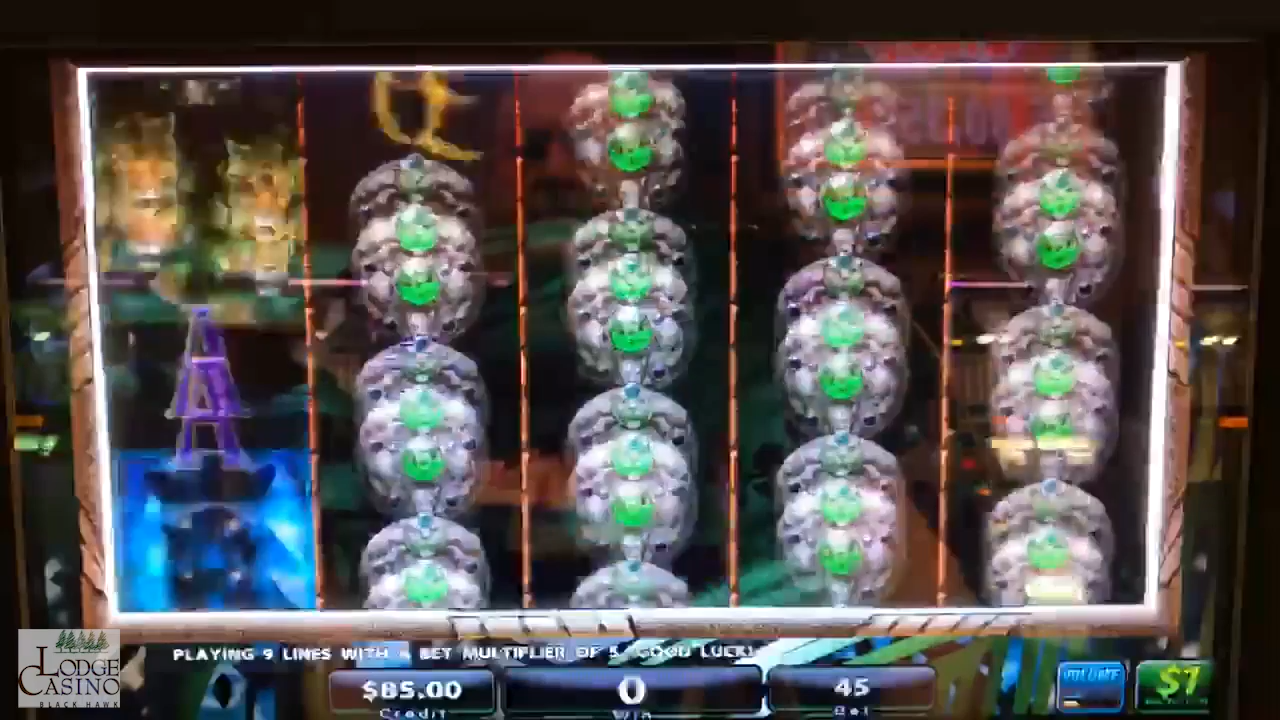 Q
A
PLAYING 9 LINES WITH A BET MULTIPLIER OF 5. GOOD LUCK!
$85.00 0 45 VOLUME $1
Credit Win Bet
LODGE
CASINO
BLACK HAWK